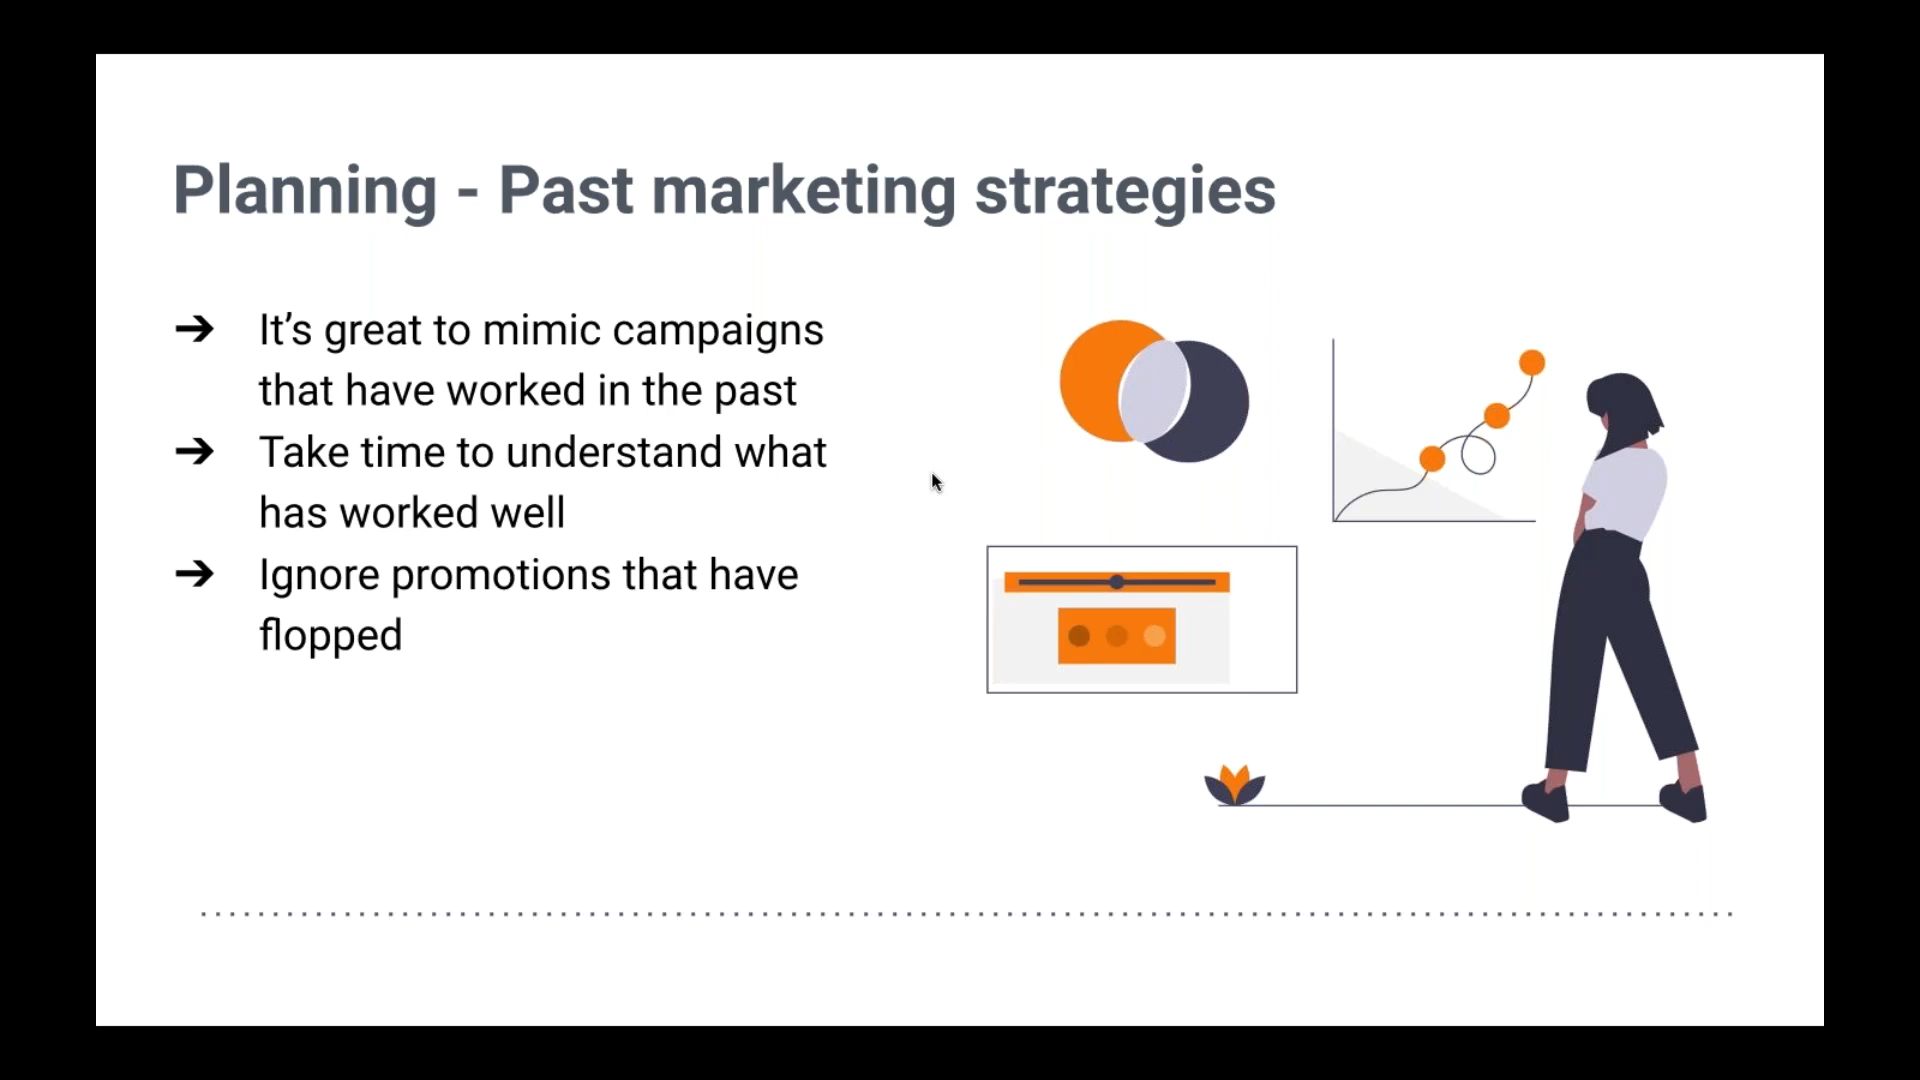 Planning - Past marketing strategies
➔ It’s great to mimic campaigns
that have worked in the past
➔ Take time to understand what
has worked well
➔ Ignore promotions that have
flopped